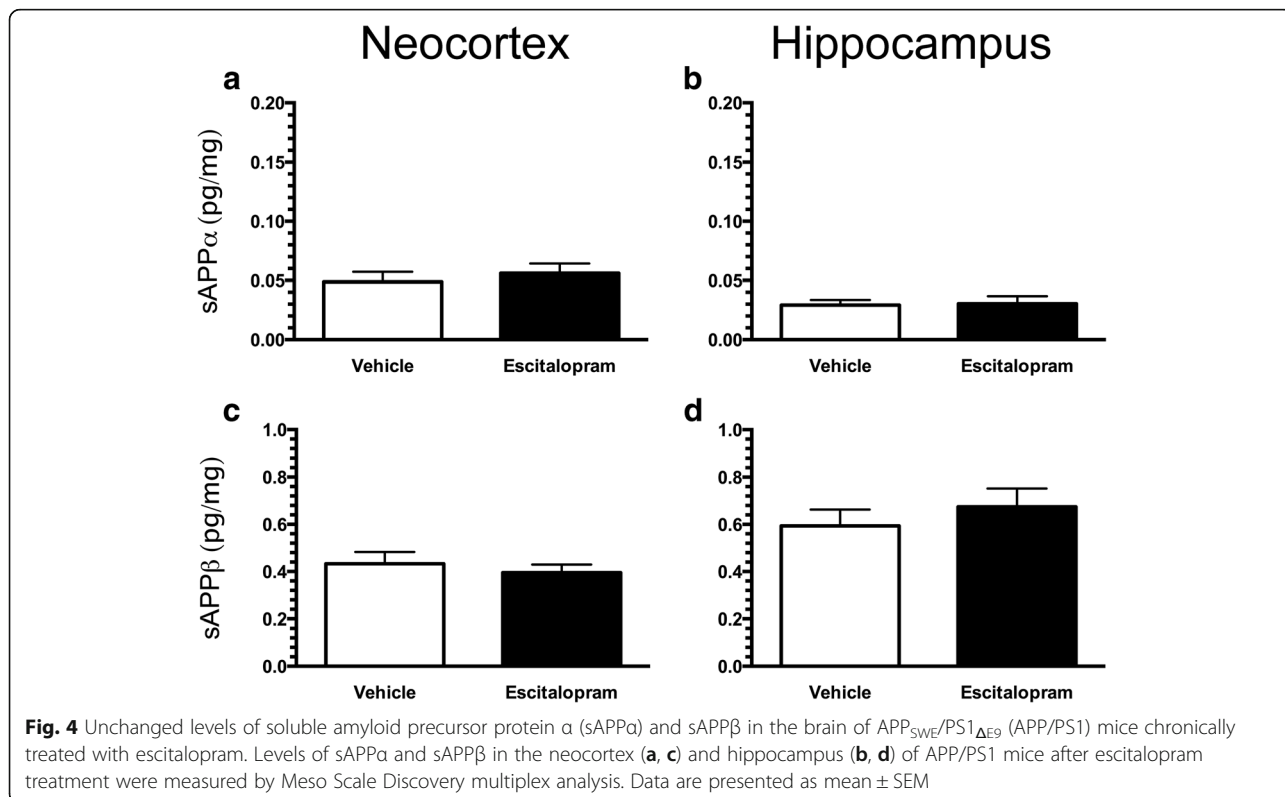 Neocortex Hippocampus
a b
sAPPα (pg/mg)
0.20 0.20
0.15 0.15
0.10 0.10
0.05 0.05
0.00 0.00
Vehicle Escitalopram Vehicle Escitalopram
c d
sAPPβ (pg/mg)
1.0 1.0
0.8 0.8
0.6 0.6
0.4 0.4
0.2 0.2
0.0 0.0
Vehicle Escitalopram Vehicle Escitalopram
Fig. 4 Unchanged levels of soluble amyloid precursor protein α (sAPPα) and sAPPβ in the brain of APPSWE/PS1ΔE9 (APP/PS1) mice chronically
treated with escitalopram. Levels of sAPPα and sAPPβ in the neocortex (a, c) and hippocampus (b, d) of APP/PS1 mice after escitalopram
treatment were measured by Meso Scale Discovery multiplex analysis. Data are presented as mean ± SEM